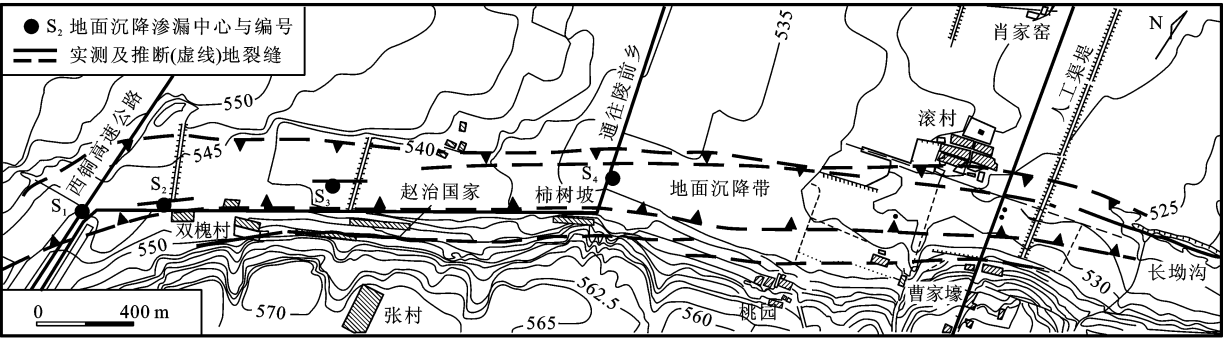 S₂ 地面沉降渗漏中心与编号
实测及推断(虚线)地裂缝
N
肖家窑
535
西铜高速公路
550
545
540
通往陵前乡
人工渠堤
滚村
S₁
S₂
S₃
S₄
赵治国家
柿树坡
地面沉降带
双槐村
550
525
长坳沟
530
曹家壕
桃园
560
562.5
565
570
张村
0 400 m